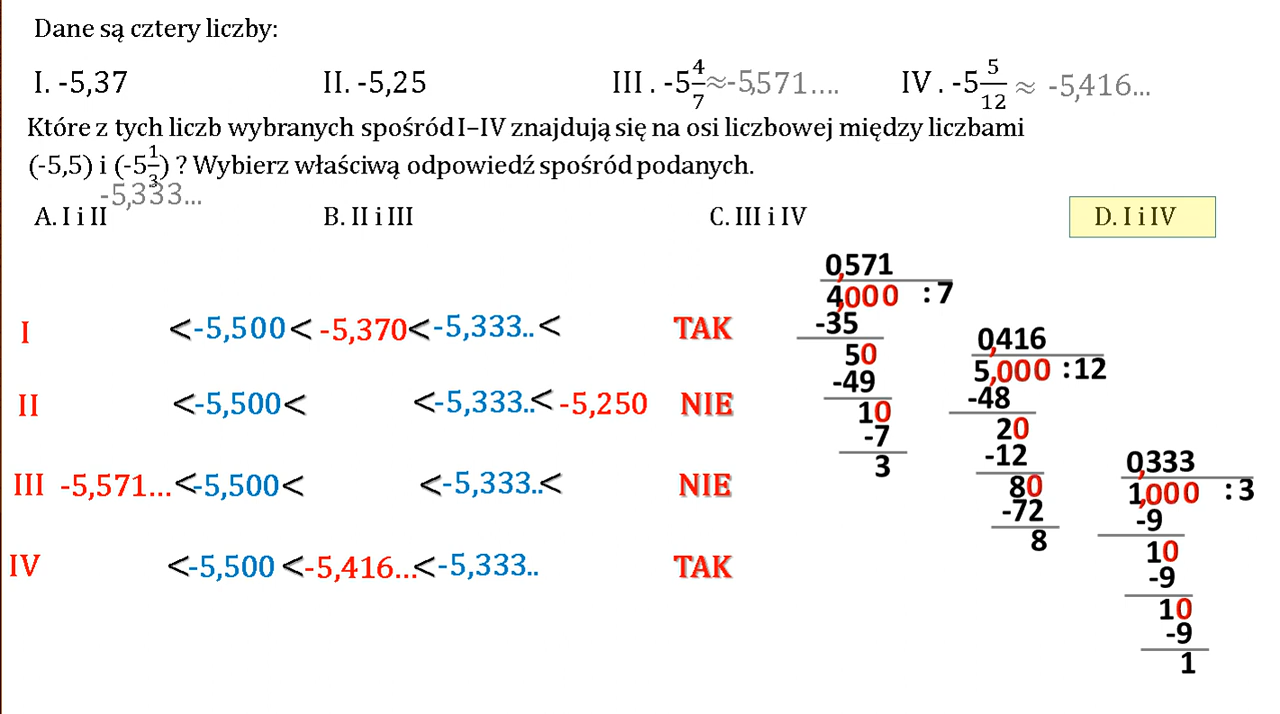 Dane są cztery liczby:
I. -5,37 II. -5,25 III . -5 4/7 ≈-5,571.... IV . -5 5/12 ≈ -5,416...
Które z tych liczb wybranych spośród I–IV znajdują się na osi liczbowej między liczbami
(-5,5) i (-5 1/3) ? Wybierz właściwą odpowiedź spośród podanych.
-5,333...
A. I i II B. II i III C. III i IV D. I i IV
I <-5,500< -5,370<-5,333..< TAK
II <-5,500< <-5,333..< -5,250 NIE
III -5,571...<-5,500< <-5,333..< NIE
IV <-5,500 <-5,416...<-5,333.. TAK
0,571
4,000 :7
-35
50
-49
10
-7
3
0,416
5,000 :12
-48
20
-12
80
-72
8
0,333
1,000 :3
-9
10
-9
10
-9
1